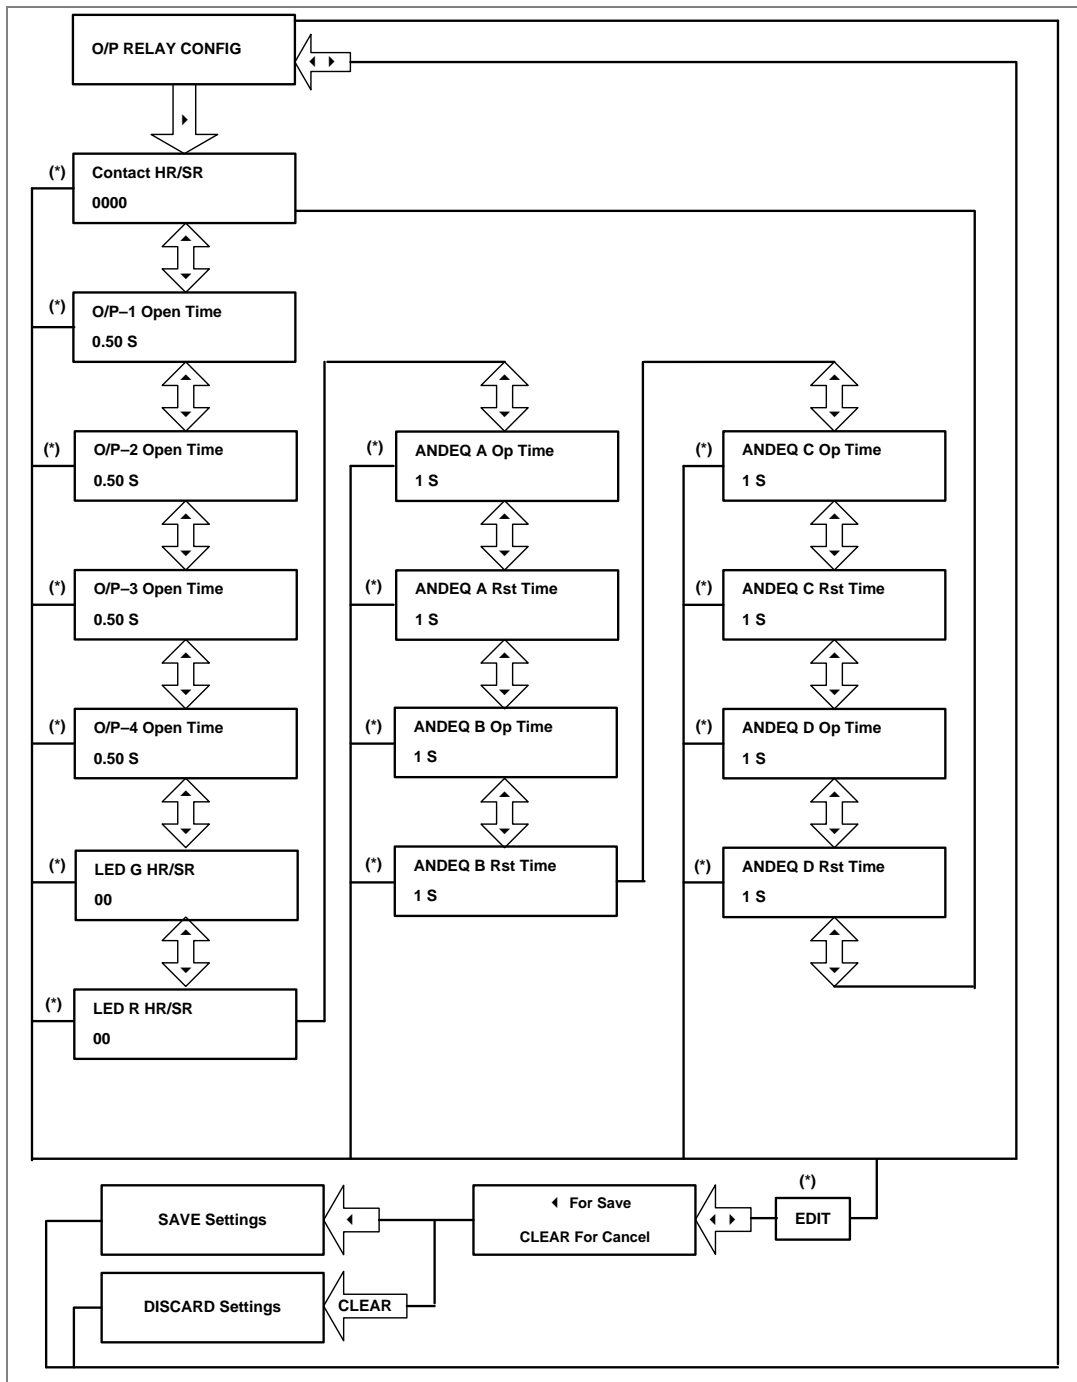 O/P RELAY CONFIG
(*)
Contact HR/SR
0000
(*)
O/P–1 Open Time
0.50 S
(*)
O/P–2 Open Time
0.50 S
(*)
O/P–3 Open Time
0.50 S
(*)
O/P–4 Open Time
0.50 S
(*)
LED G HR/SR
00
(*)
LED R HR/SR
00
(*)
ANDEQ A Op Time
1 S
(*)
ANDEQ A Rst Time
1 S
(*)
ANDEQ B Op Time
1 S
(*)
ANDEQ B Rst Time
1 S
(*)
ANDEQ C Op Time
1 S
(*)
ANDEQ C Rst Time
1 S
(*)
ANDEQ D Op Time
1 S
(*)
ANDEQ D Rst Time
1 S
(*)
EDIT
For Save
CLEAR For Cancel
SAVE Settings
CLEAR
DISCARD Settings